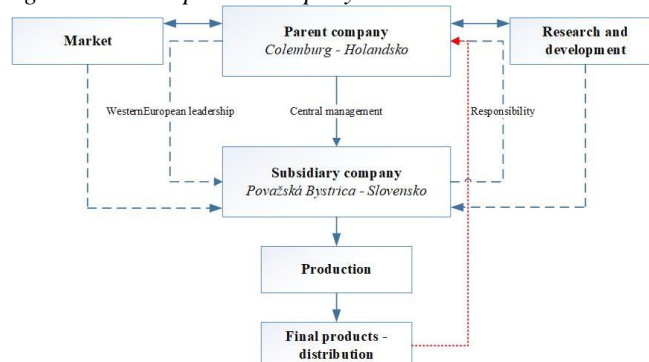 Market
Parent company
Colemburg - Holandsko
Research and
development
WesternEuropean leadership
Central management
Responsibility
Subsidiary company
Považská Bystrica - Slovensko
Production
Final products -
distribution